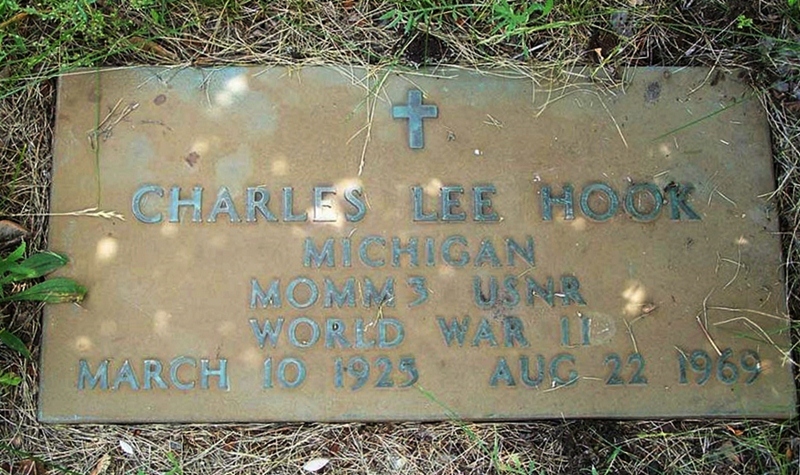 CHARLES LEE HOOK
MICHIGAN
MOMM3 USNR
WORLD WAR II
MARCH 10 1925 AUG 22 1969